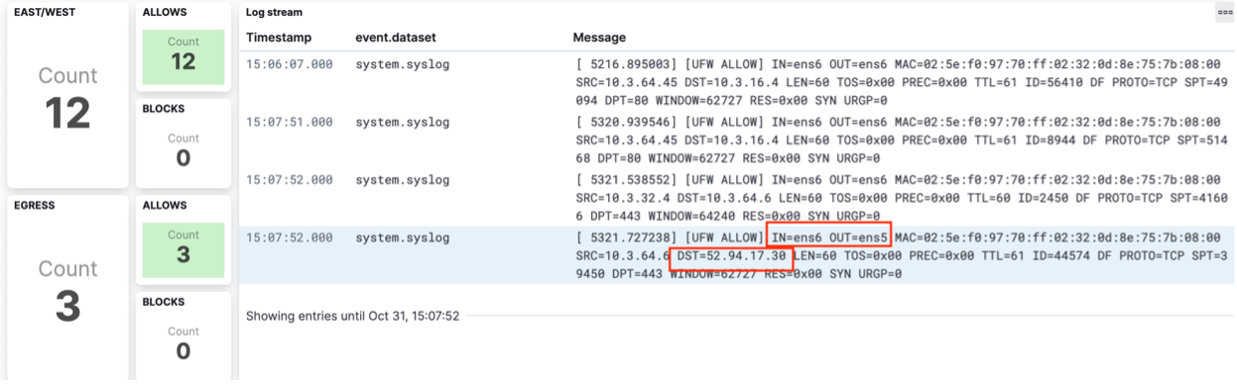 EAST/WEST
Count
12
ALLOWS
Count
12
BLOCKS
Count
0
EGRESS
Count
3
ALLOWS
Count
3
BLOCKS
Count
0
Log stream
Timestamp event.dataset Message
15:06:07.000 system.syslog [ 5216.895003] [UFW ALLOW] IN=ens6 OUT=ens6 MAC=02:5e:f0:97:70:ff:02:32:0d:8e:75:7b:08:00
SRC=10.3.64.45 DST=10.3.16.4 LEN=60 TOS=0x00 PREC=0x00 TTL=61 ID=56410 DF PROTO=TCP SPT=49
094 DPT=80 WINDOW=62727 RES=0x00 SYN URGP=0
15:07:51.000 system.syslog [ 5320.939546] [UFW ALLOW] IN=ens6 OUT=ens6 MAC=02:5e:f0:97:70:ff:02:32:0d:8e:75:7b:08:00
SRC=10.3.64.45 DST=10.3.16.4 LEN=60 TOS=0x00 PREC=0x00 TTL=61 ID=8944 DF PROTO=TCP SPT=514
68 DPT=80 WINDOW=62727 RES=0x00 SYN URGP=0
15:07:52.000 system.syslog [ 5321.538552] [UFW ALLOW] IN=ens6 OUT=ens6 MAC=02:5e:f0:97:70:ff:02:32:0d:8e:75:7b:08:00
SRC=10.3.32.4 DST=10.3.64.6 LEN=60 TOS=0x00 PREC=0x00 TTL=60 ID=2450 DF PROTO=TCP SPT=4160
6 DPT=443 WINDOW=64240 RES=0x00 SYN URGP=0
15:07:52.000 system.syslog [ 5321.727238] [UFW ALLOW] IN=ens6 OUT=ens5 MAC=02:5e:f0:97:70:ff:02:32:0d:8e:75:7b:08:00
SRC=10.3.64.6 DST=52.94.17.30 LEN=60 TOS=0x00 PREC=0x00 TTL=61 ID=44574 DF PROTO=TCP SPT=3
9450 DPT=443 WINDOW=62727 RES=0x00 SYN URGP=0
Showing entries until Oct 31, 15:07:52